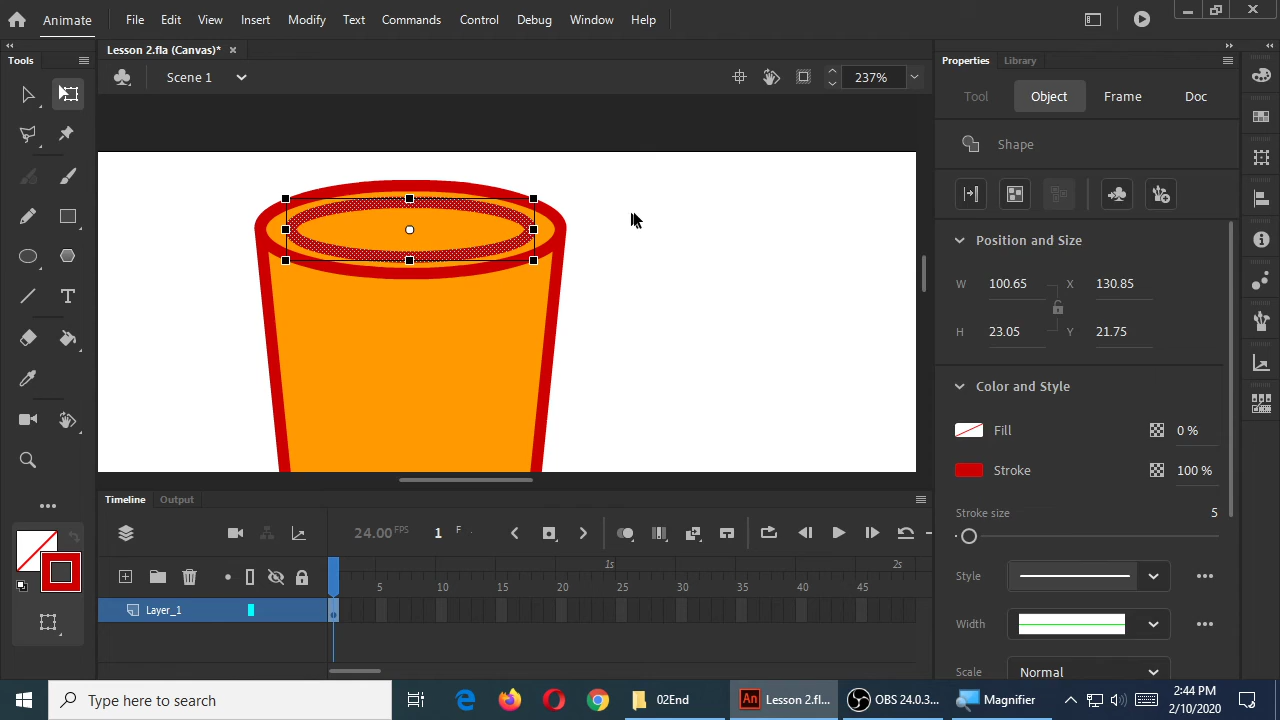 Animate File Edit View Insert Modify Text Commands Control Debug Window Help
Lesson 2.fla (Canvas)* ×
Tools
Properties Library
Scene 1 237%
Tool Object Frame Doc
Shape
Position and Size
W 100.65 X 130.85
H 23.05 Y 21.75
Color and Style
Fill 0 %
Stroke 100 %
Stroke size 5
Timeline Output
24.00 FPS 1 F
Style
1s 2s
5 10 15 20 25 30 35 40 45
Layer_1
Width
Scale Normal
Type here to search
02End
An Lesson 2.fl...
OBS 24.0.3...
Magnifier
2:44 PM
2/10/2020